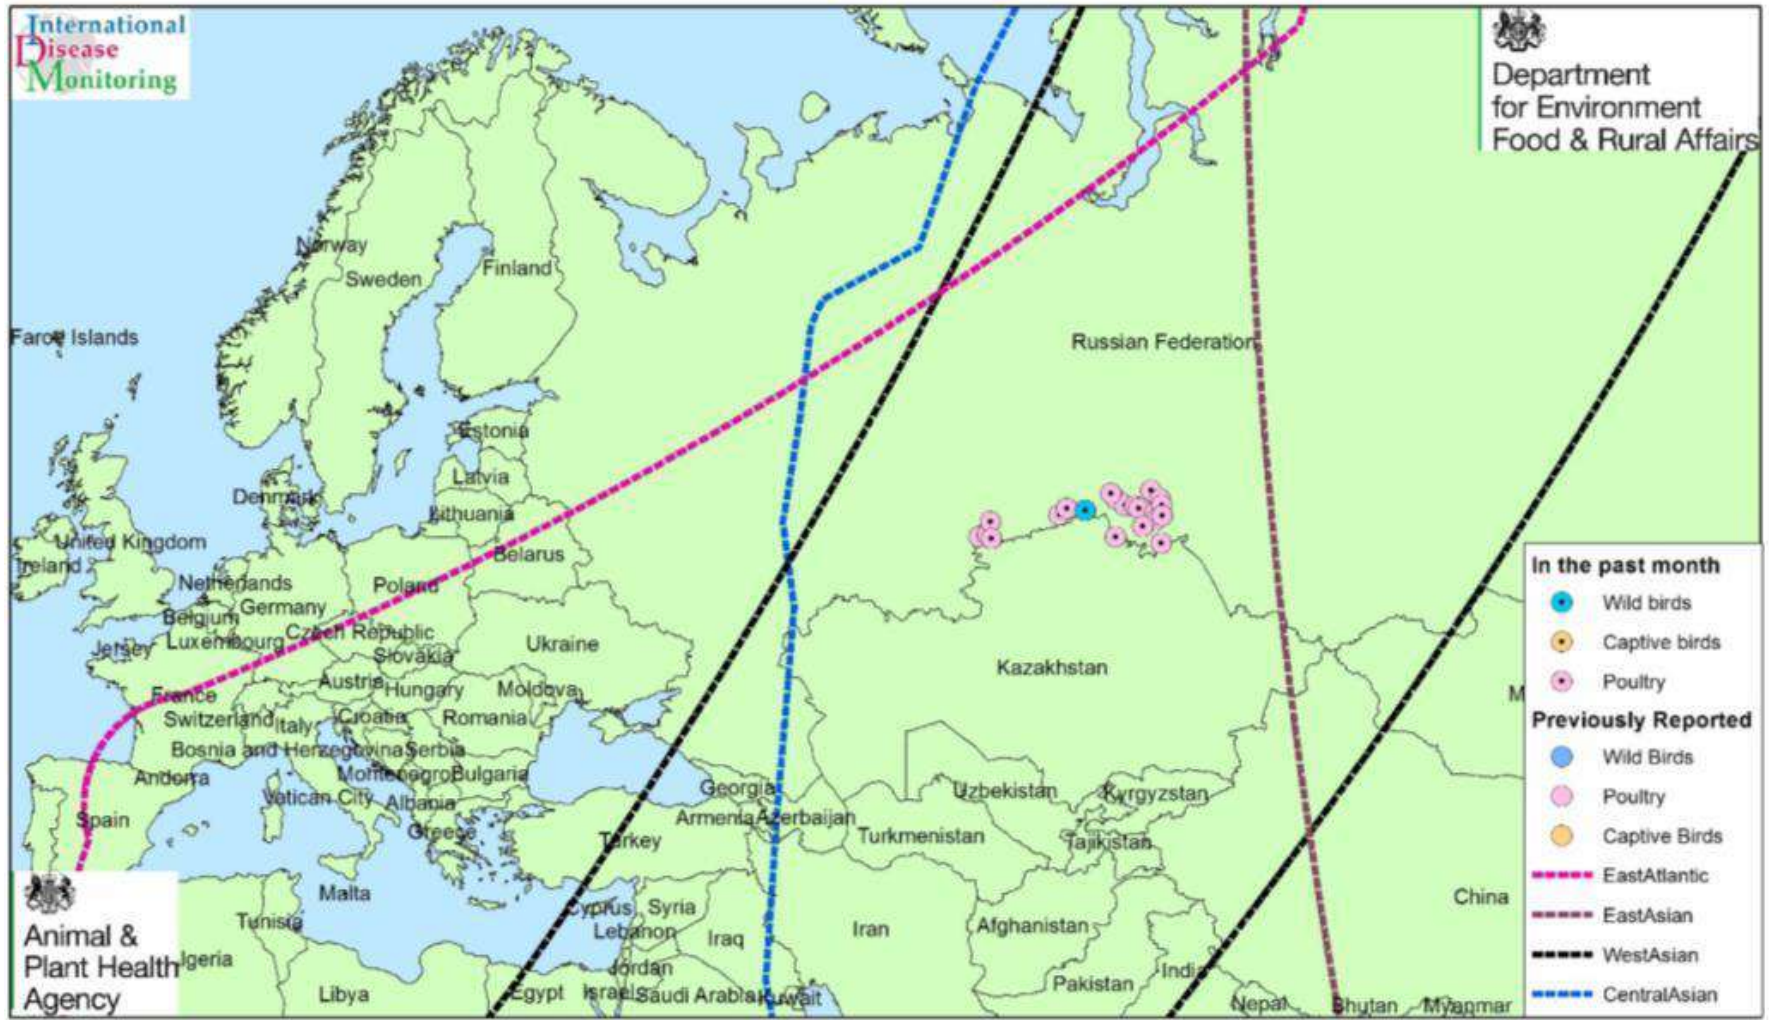 International
Disease
Monitoring
Department
for Environment
Food & Rural Affairs
Norway
Sweden
Finland
Faroe Islands
Russian Federation
Estonia
Latvia
Denmark
Lithuania
United Kingdom
Ireland
Belarus
Netherlands
Poland
Germany
Belgium
Czech Republic
Luxembourg
Jersey
Slovakia
Ukraine
Kazakhstan
Austria
Hungary
Moldova
France
Switzerland
Italy
Croatia
Romania
Bosnia and Herzegovina
Serbia
Andorra
Montenegro
Bulgaria
Georgia
Uzbekistan
Kyrgyzstan
Vatican City
Albania
Spain
Armenia
Azerbaijan
Greece
Turkey
Turkmenistan
Tajikistan
Malta
Cyprus
Syria
China
Tunisia
Lebanon
Iraq
Iran
Afghanistan
lgeria
Jordan
India
Pakistan
Libya
Egypt
Israel
Saudi Arabia
Kuwait
Nepal
Bhutan
Myanmar
M
In the past month
Wild birds
Captive birds
Poultry
Previously Reported
Wild Birds
Poultry
Captive Birds
EastAtlantic
EastAsian
WestAsian
CentralAsian
Animal &
Plant Health
Agency